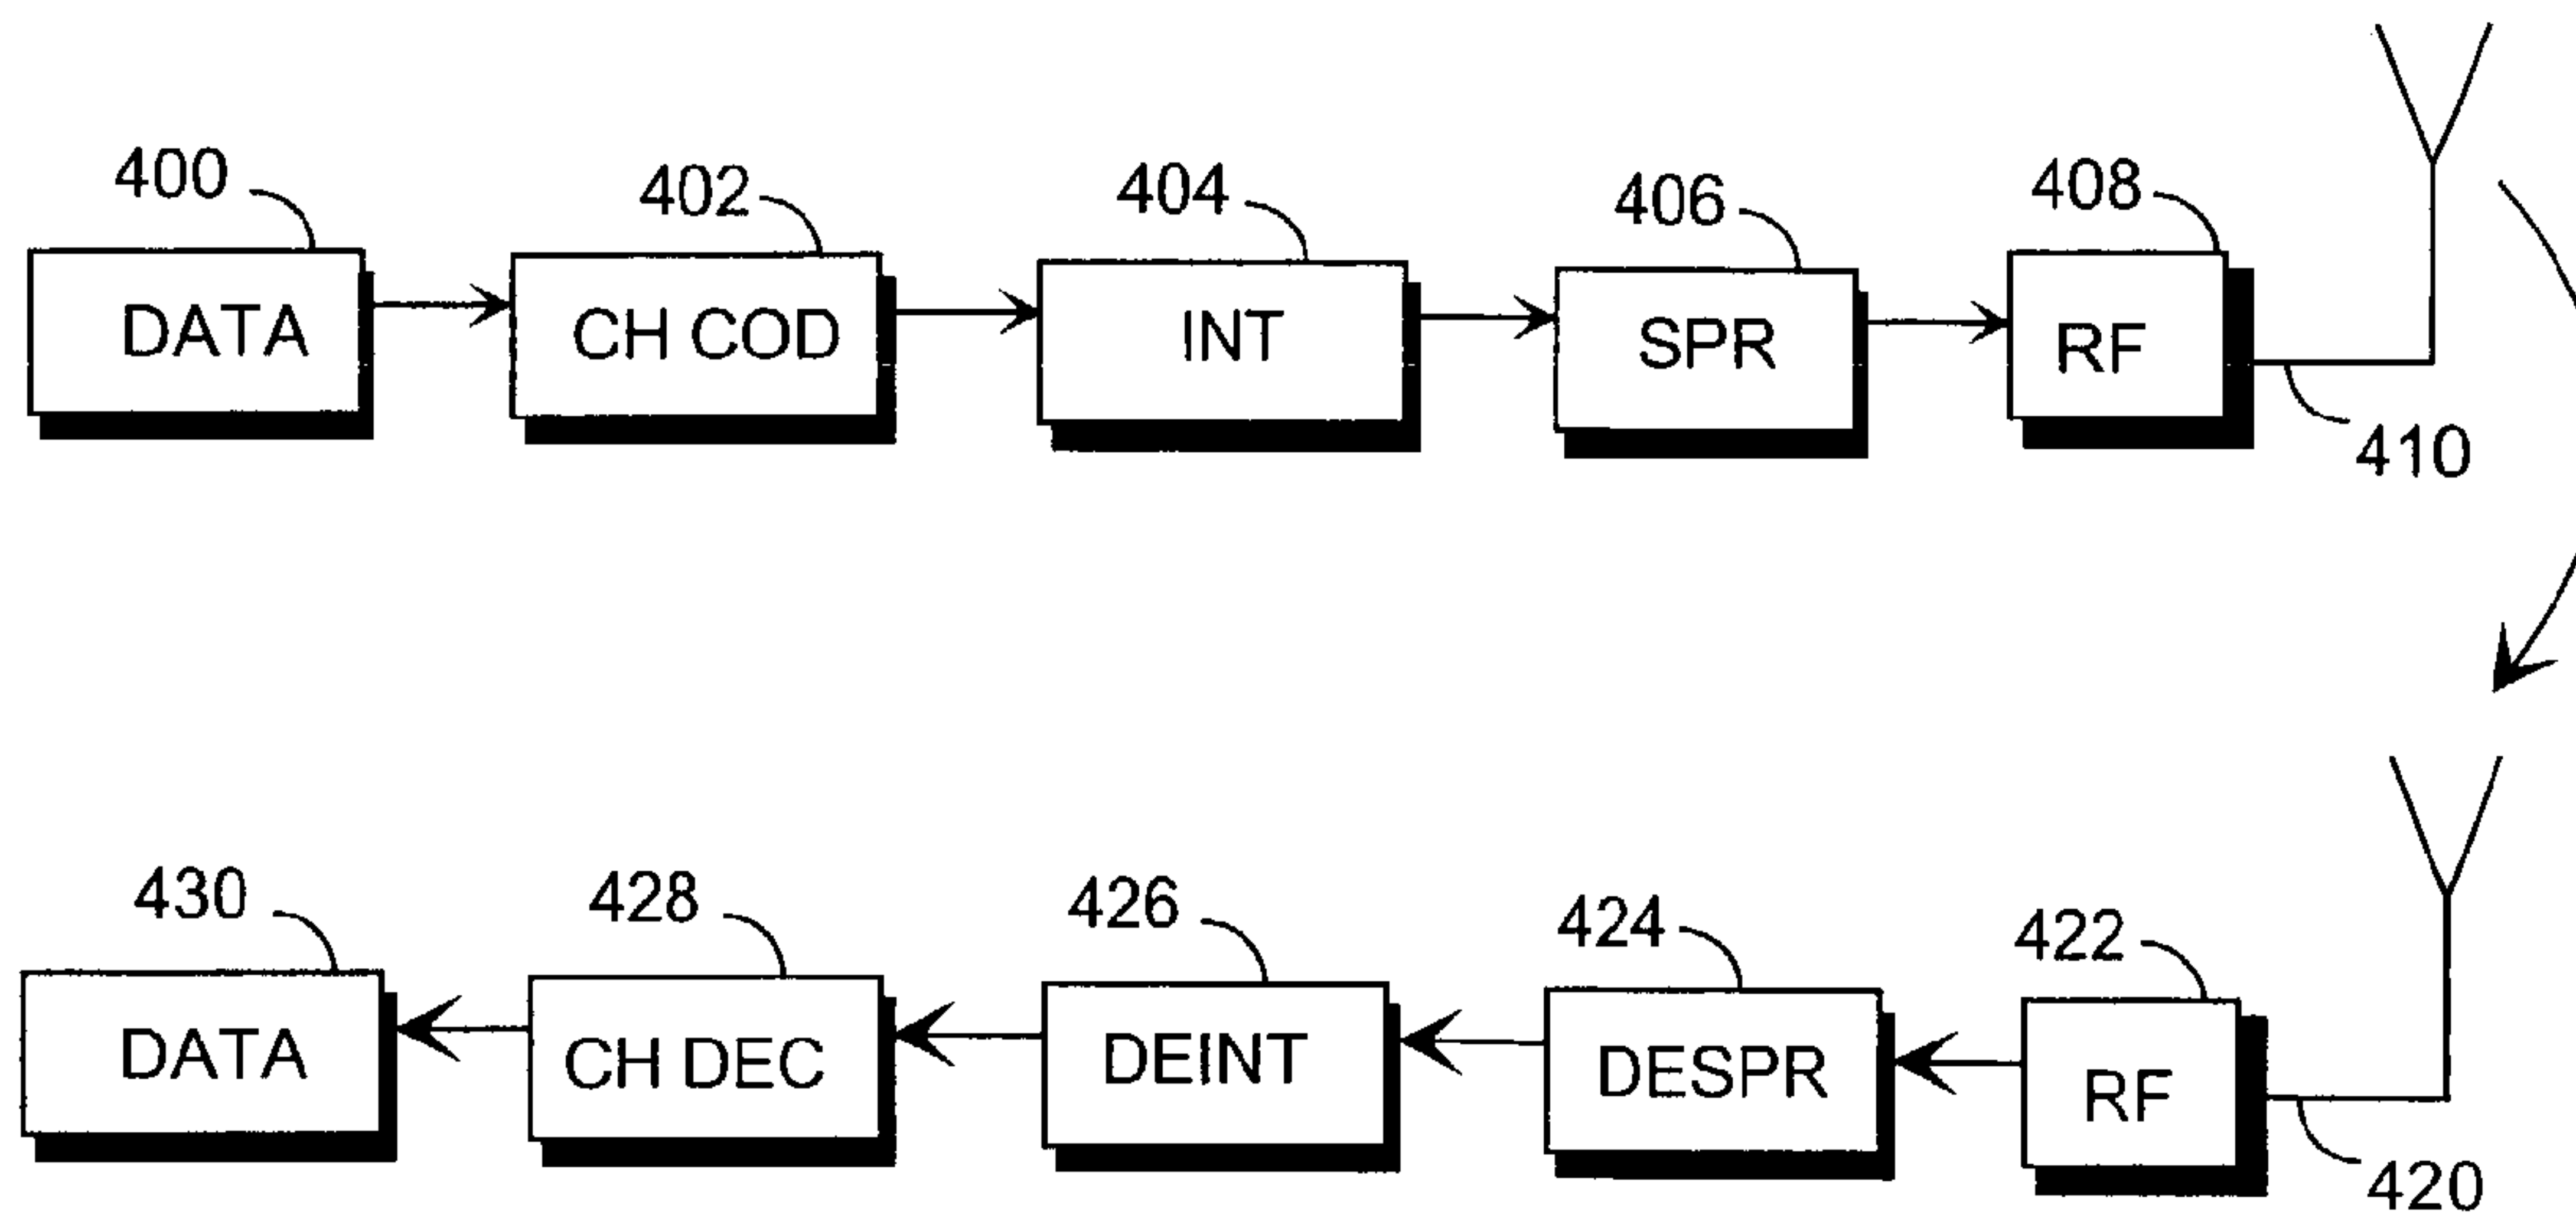 400
402
404
406
408
DATA
CH COD
INT
SPR
RF
410
430
428
426
424
422
DATA
CH DEC
DEINT
DESPR
RF
420